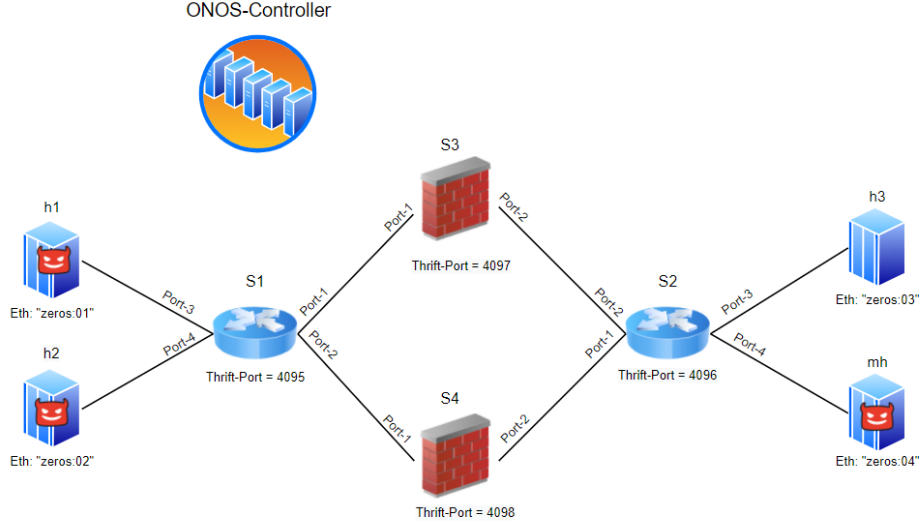 ONOS-Controller
S3
Port-1
Port-2
Thrift-Port = 4097
h1
Eth: "zeros:01"
Port-3
S1
Port-1
Port-4
Port-2
Thrift-Port = 4095
h2
Eth: "zeros:02"
S2
Port-2
Port-3
Port-1
Port-4
Thrift-Port = 4096
h3
Eth: "zeros:03"
S4
Port-1
Port-2
Thrift-Port = 4098
mh
Eth: "zeros:04"